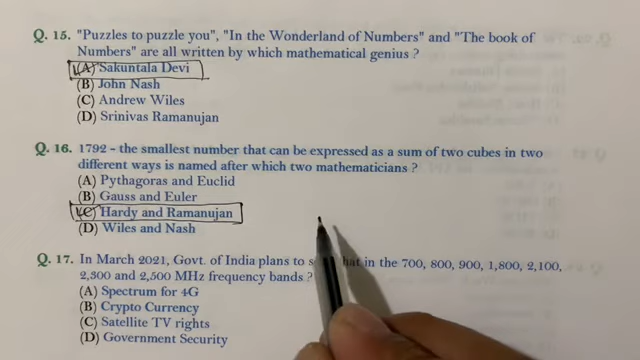 Q. 15. "Puzzles to puzzle you", "In the Wonderland of Numbers" and "The book of
Numbers" are all written by which mathematical genius ?
(A) Sakuntala Devi
(B) John Nash
(C) Andrew Wiles
(D) Srinivas Ramanujan
Q. 16. 1792 - the smallest number that can be expressed as a sum of two cubes in two
different ways is named after which two mathematicians ?
(A) Pythagoras and Euclid
(B) Gauss and Euler
(C) Hardy and Ramanujan
(D) Wiles and Nash
Q. 17. In March 2021, Govt. of India plans to hat in the 700, 800, 900, 1,800, 2,100,
2,300 and 2,500 MHz frequency bands ?
(A) Spectrum for 4G
(B) Crypto Currency
(C) Satellite TV rights
(D) Government Security